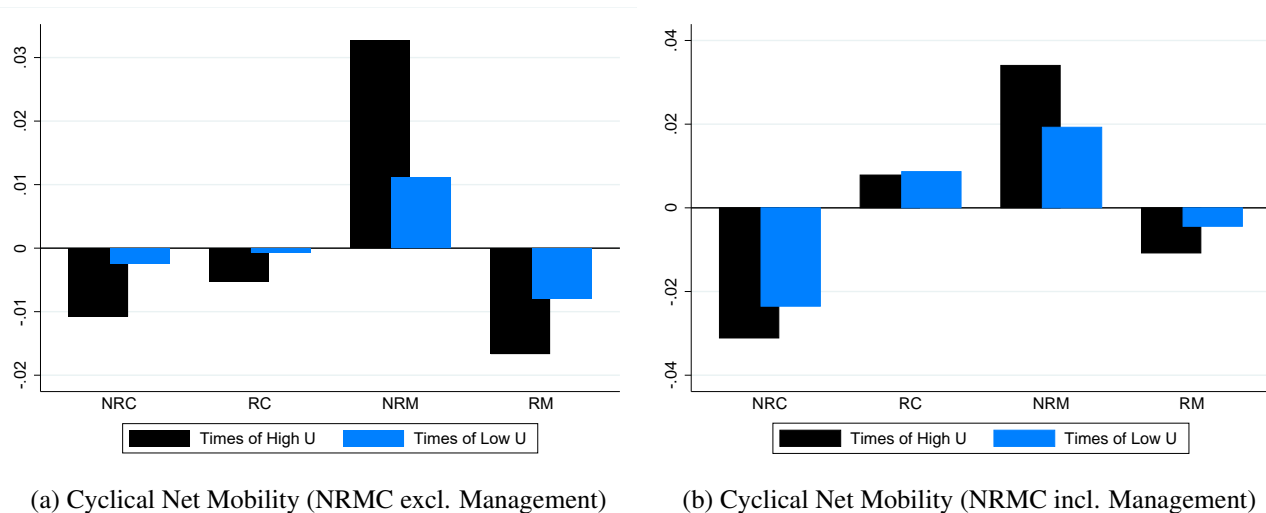 .03
.02
.01
0
-.01
-.02
NRC RC NRM RM
Times of High U Times of Low U
(a) Cyclical Net Mobility (NRMC excl. Management)
.04
.02
0
-.02
-.04
NRC RC NRM RM
Times of High U Times of Low U
(b) Cyclical Net Mobility (NRMC incl. Management)